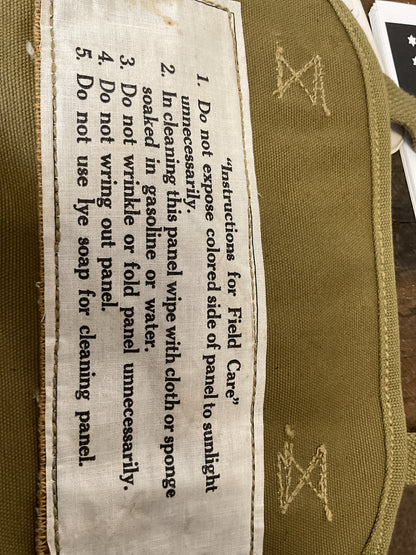 "Instructions for Field Care"
1. Do not expose colored side of panel to sunlight
unnecessarily.
2. In cleaning this panel wipe with cloth or sponge
soaked in gasoline or water.
3. Do not wrinkle or fold panel unnecessarily.
4. Do not wring out panel.
5. Do not use lye soap for cleaning panel.